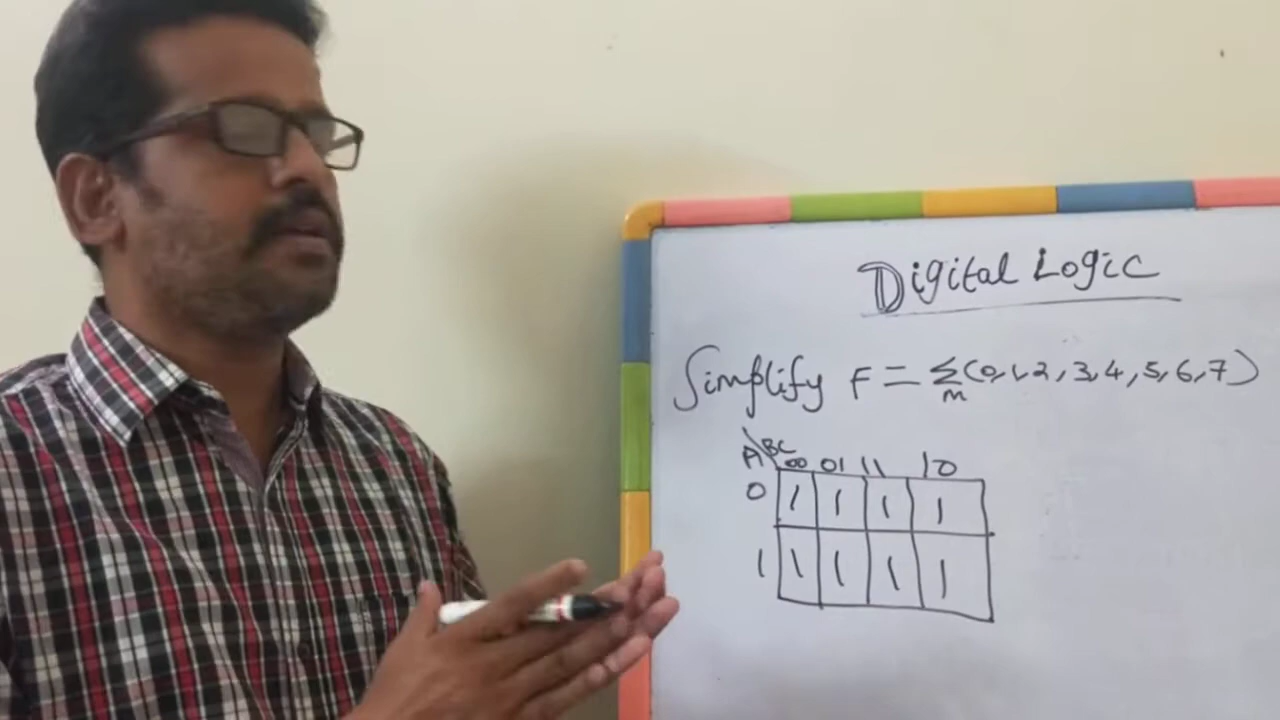 Digital Logic
Simplify F = Σm(0,1,2,3,4,5,6,7)
A\BC 00 01 11 10
0 1 1 1 1
1 1 1 1 1